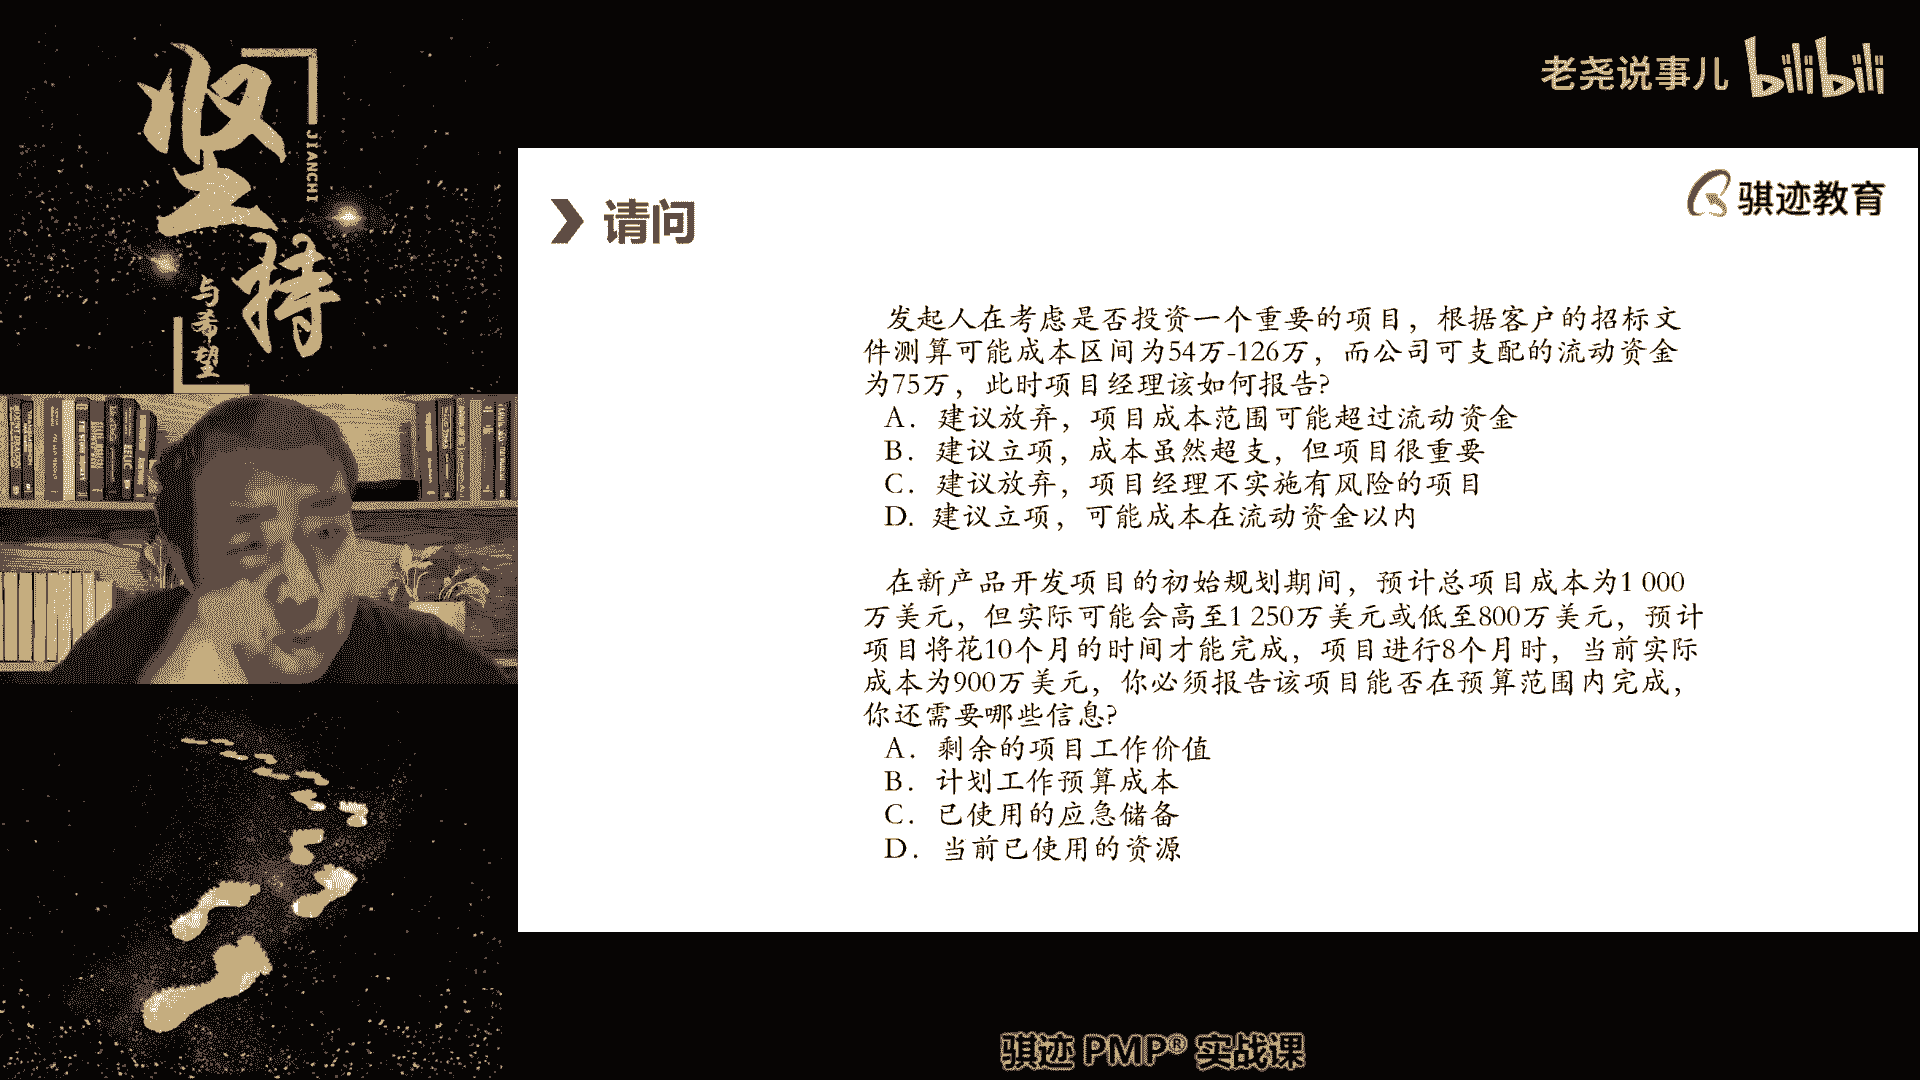 坚持
JIANCHI
与希望
老尧说事儿 bilibili
骐迹教育
请问
发起人在考虑是否投资一个重要的项目，根据客户的招标文
件测算可能成本区间为54万-126万，而公司可支配的流动资金
为75万，此时项目经理该如何报告?
A. 建议放弃，项目成本范围可能超过流动资金
B. 建议立项，成本虽然超支，但项目很重要
C. 建议放弃，项目经理不实施有风险的项目
D. 建议立项，可能成本在流动资金以内
在新产品开发项目的初始规划期间，预计总项目成本为1 000
万美元，但实际可能会高至1 250万美元或低至800万美元，预计
项目将花10个月的时间才能完成，项目进行8个月时，当前实际
成本为900万美元，你必须报告该项目能否在预算范围内完成，
你还需要哪些信息?
A. 剩余的项目工作价值
B. 计划工作预算成本
C. 已使用的应急储备
D. 当前已使用的资源
骐迹 PMP® 实战课